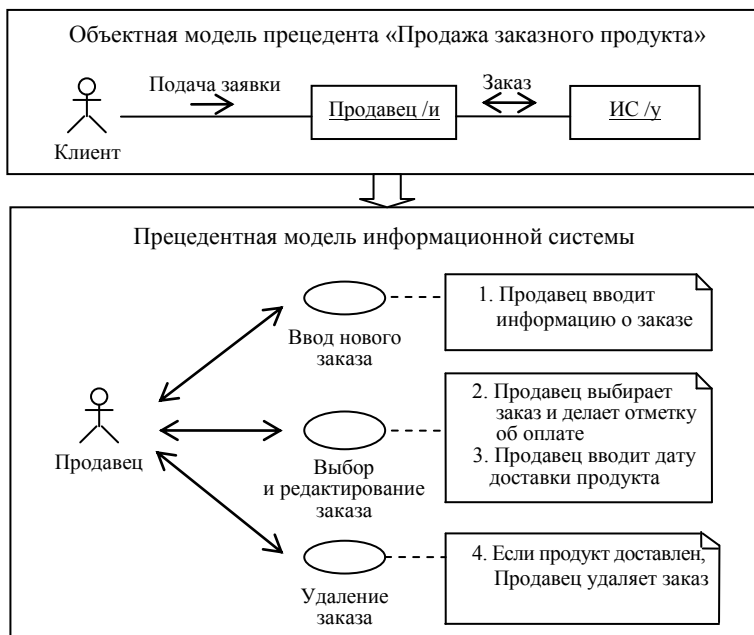 Объектная модель прецедента «Продажа заказного продукта»
Подача заявки
Заказ
Продавец /и
ИС /у
Клиент
Прецедентная модель информационной системы
1. Продавец вводит
информацию о заказе
Ввод нового
заказа
2. Продавец выбирает
заказ и делает отметку
об оплате
3. Продавец вводит дату
доставки продукта
Продавец
Выбор
и редактирование
заказа
4. Если продукт доставлен,
Продавец удаляет заказ
Удаление
заказа